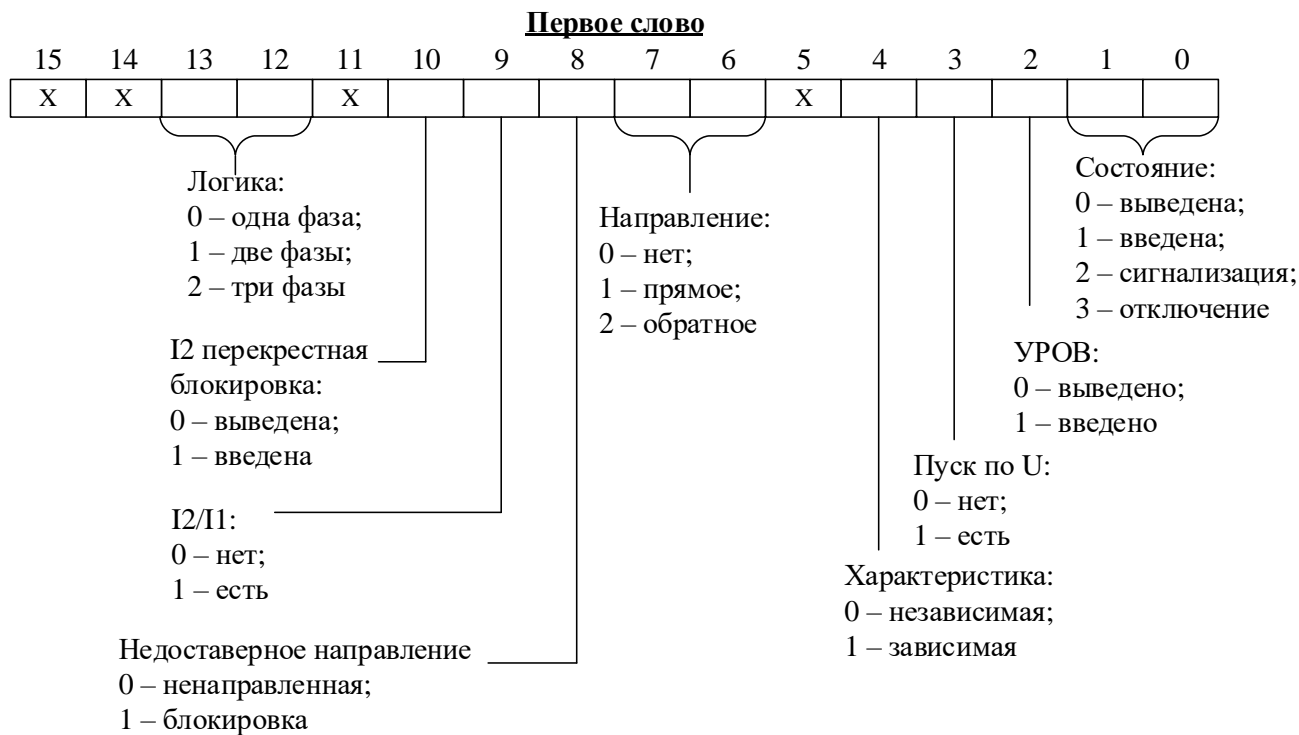 Первое слово
15 14 13 12 11 10 9 8 7 6 5 4 3 2 1 0
X X X X
Логика:
0 – одна фаза;
1 – две фазы;
2 – три фазы
I2 перекрестная
блокировка:
0 – выведена;
1 – введена
I2/I1:
0 – нет;
1 – есть
Недоставерное направление
0 – ненаправленная;
1 – блокировка
Направление:
0 – нет;
1 – прямое;
2 – обратное
Состояние:
0 – выведена;
1 – введена;
2 – сигнализация;
3 – отключение
УРОВ:
0 – выведено;
1 – введено
Пуск по U:
0 – нет;
1 – есть
Характеристика:
0 – независимая;
1 – зависимая